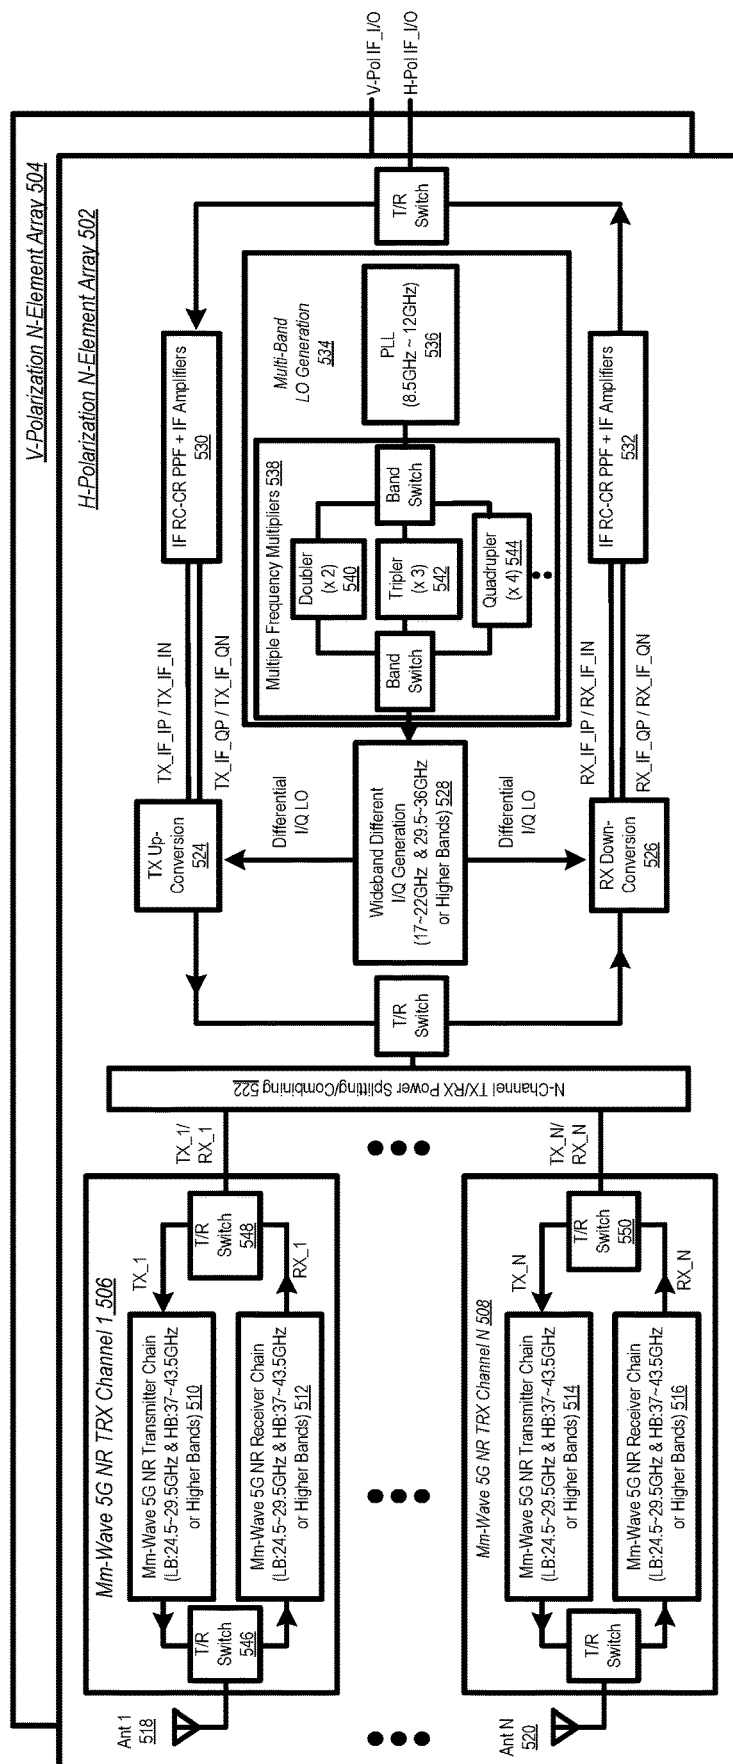 V-Polarization N-Element Array 504
H-Polarization N-Element Array 502
Mm-Wave 5G NR TRX Channel 1 506
Ant 1
518
T/R
Switch
546
Mm-Wave 5G NR Transmitter Chain
(LB:24.5~29.5GHz & HB:37~43.5GHz
or Higher Bands) 510
Mm-Wave 5G NR Receiver Chain
(LB:24.5~29.5GHz & HB:37~43.5GHz
or Higher Bands) 512
TX_1
RX_1
T/R
Switch
548
TX_1/
RX_1
Mm-Wave 5G NR TRX Channel N 508
Ant N
520
T/R
Switch
Mm-Wave 5G NR Transmitter Chain
(LB:24.5~29.5GHz & HB:37~43.5GHz
or Higher Bands) 514
Mm-Wave 5G NR Receiver Chain
(LB:24.5~29.5GHz & HB:37~43.5GHz
or Higher Bands) 516
TX_N
RX_N
T/R
Switch
550
TX_N/
RX_N
N-Channel TX/RX Power Splitting/Combining 522
T/R
Switch
TX Up-
Conversion
524
Differential
I/Q LO
Wideband Different
I/Q Generation
(17~22GHz & 29.5~36GHz
or Higher Bands) 528
Differential
I/Q LO
RX Down-
Conversion
526
TX_IF_IP / TX_IF_IN
TX_IF_QP / TX_IF_QN
RX_IF_IP / RX_IF_IN
RX_IF_QP / RX_IF_QN
IF RC-CR PPF + IF Amplifiers
530
IF RC-CR PPF + IF Amplifiers
532
Multi-Band
LO Generation
534
Multiple Frequency Multipliers 538
Band
Switch
Doubler
(x 2)
540
Tripler
(x 3)
542
Quadrupler
(x 4) 544
Band
Switch
PLL
(8.5GHz ~ 12GHz)
536
T/R
Switch
V-Pol IF_I/O
H-Pol IF_I/O